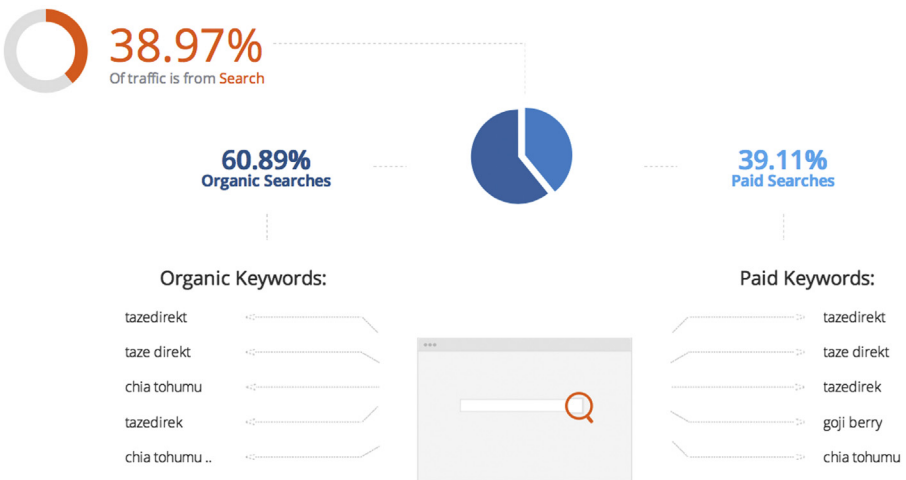 38.97%
Of traffic is from Search
60.89%
Organic Searches
39.11%
Paid Searches
Organic Keywords:
tazedirekt
taze direkt
chia tohumu
tazedirek
chia tohumu ..
Paid Keywords:
tazedirekt
taze direkt
tazedirek
goji berry
chia tohumu